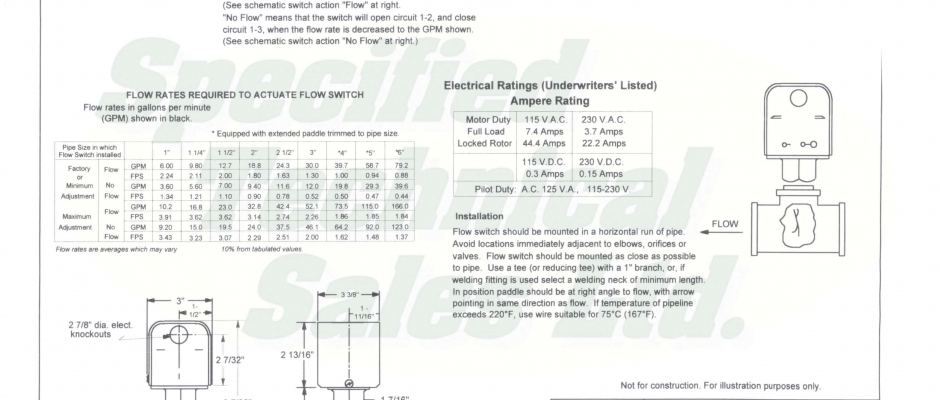 (See schematic switch action "Flow" at right.
"No Flow" means that the switch will open circuit 1-2, and close
circuit 1-3, when the flow rate is decreased to the GPM shown.
(See schematic switch action "No Flow" at right.)
Specified
Technical
Sales Ltd.
FLOW RATES REQUIRED TO ACTUATE FLOW SWITCH
Flow rates in gallons per minute
(GPM) shown in black.
* Equipped with extended paddle trimmed to pipe size.
Pipe Size in which
Flow Switch installed 1" 1 1/4" 1 1/2" 2" 2 1/2" 3" *4" *5" *6"
Factory or Minimum Adjustment
Flow GPM 6.00 9.80 12.7 18.8 24.3 30.0 39.7 58.7 79.2
FPS 2.24 2.11 2.00 1.80 1.63 1.30 1.00 0.94 0.88
No Flow GPM 3.60 5.60 7.00 9.40 11.6 12.0 19.8 29.3 39.6
FPS 1.34 1.21 1.10 0.90 0.78 0.52 0.50 0.47 0.44
Maximum Adjustment
Flow GPM 10.2 16.8 23.0 32.8 42.4 52.1 73.5 115.0 166.0
FPS 3.91 3.62 3.62 3.14 2.74 2.26 1.86 1.85 1.84
No Flow GPM 9.20 15.0 19.5 24.0 37.5 46.1 64.2 92.0 123.0
FPS 3.43 3.23 3.07 2.29 2.51 2.00 1.62 1.48 1.37
Flow rates are averages which may vary 10% from tabulated values.
Electrical Ratings (Underwriters' Listed)
Ampere Rating
Motor Duty 115 V.A.C. 230 V.A.C.
Full Load 7.4 Amps 3.7 Amps
Locked Rotor 44.4 Amps 22.2 Amps
115 V.D.C. 230 V.D.C.
0.3 Amps 0.15 Amps
Pilot Duty: A.C. 125 V.A., 115-230 V
Installation
Flow switch should be mounted in a horizontal run of pipe.
Avoid locations immediately adjacent to elbows, orifices or
valves. Flow switch should be mounted as close as possible
to pipe. Use a tee (or reducing tee) with a 1" branch, or, if
welding fitting is used select a welding neck of minimum length.
In position paddle should be at right angle to flow, with arrow
pointing in same direction as flow. If temperature of pipeline
exceeds 220°F, use wire suitable for 75°C (167°F).
FLOW
3"
1-
1/2"
2 7/8" dia. elect.
knockouts
2 7/32"
3 3/8"
1 -
11/16"
2 13/16"
1 7/16"
Not for construction. For illustration purposes only.